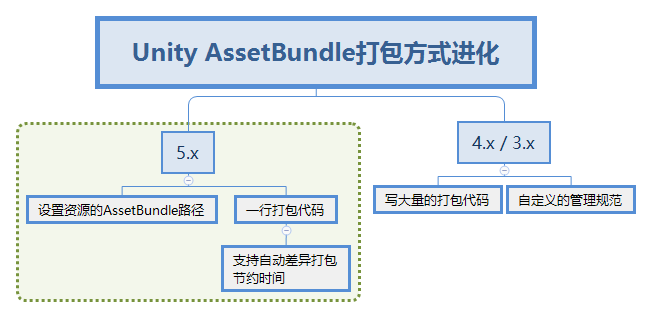 Unity AssetBundle打包方式进化
5.x
4.x / 3.x
设置资源的AssetBundle路径
一行打包代码
写大量的打包代码
自定义的管理规范
支持自动差异打包
节约时间